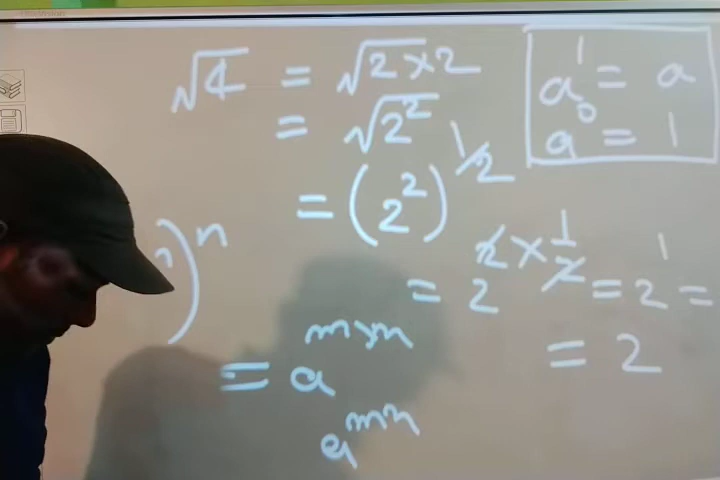 √4 = √2×2
= √2²
= (2²)^1/2
= 2^2×1/2 = 2¹ =
= 2
a¹ = a
a⁰ = 1
)ⁿ
= a^m×n
a^mn